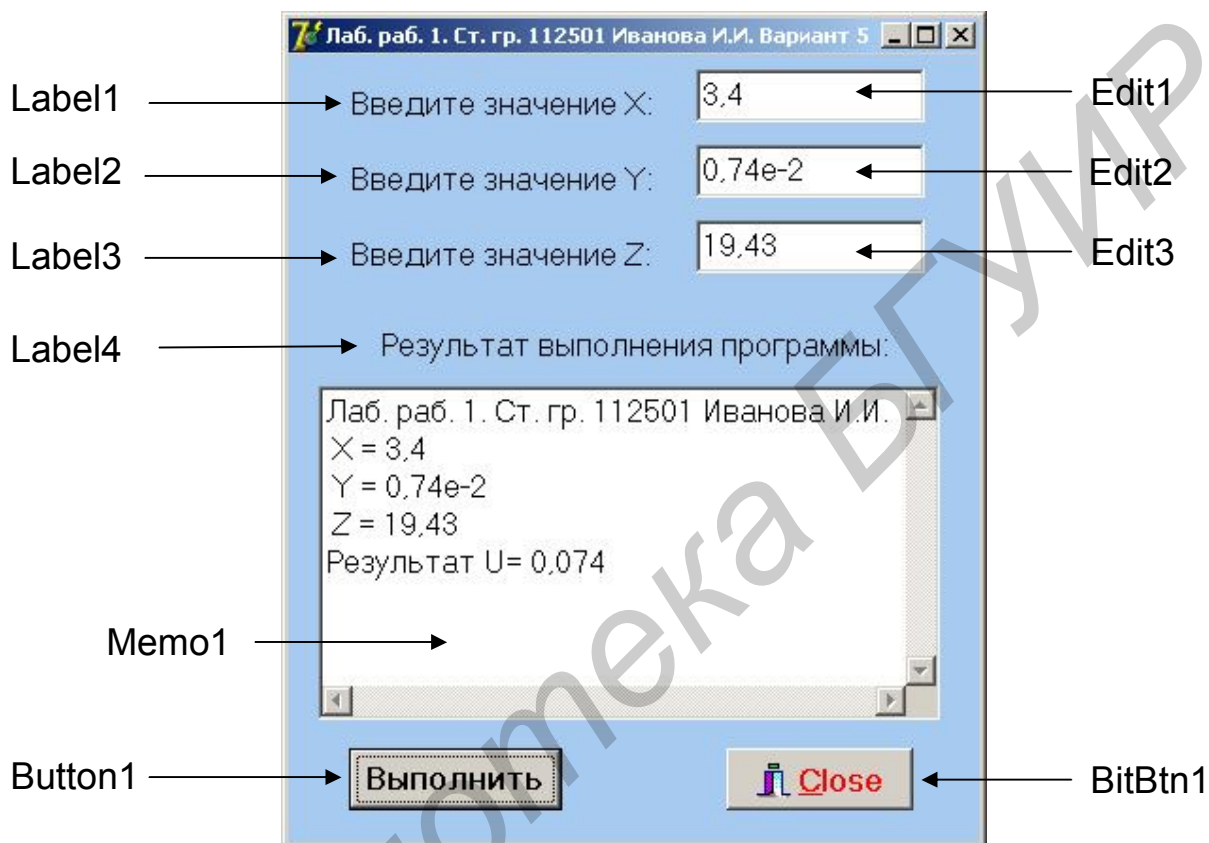 Лаб. раб. 1. Ст. гр. 112501 Иванова И.И. Вариант 5
Label1
Введите значение X:
3,4
Edit1
Label2
Введите значение Y:
0,74e-2
Edit2
Label3
Введите значение Z:
19,43
Edit3
Label4
Результат выполнения программы:
Лаб. раб. 1. Ст. гр. 112501 Иванова И.И.
X = 3,4
Y = 0,74e-2
Z = 19,43
Результат U= 0,074
Memo1
Button1
Выполнить
Close
BitBtn1
отека БГУИР